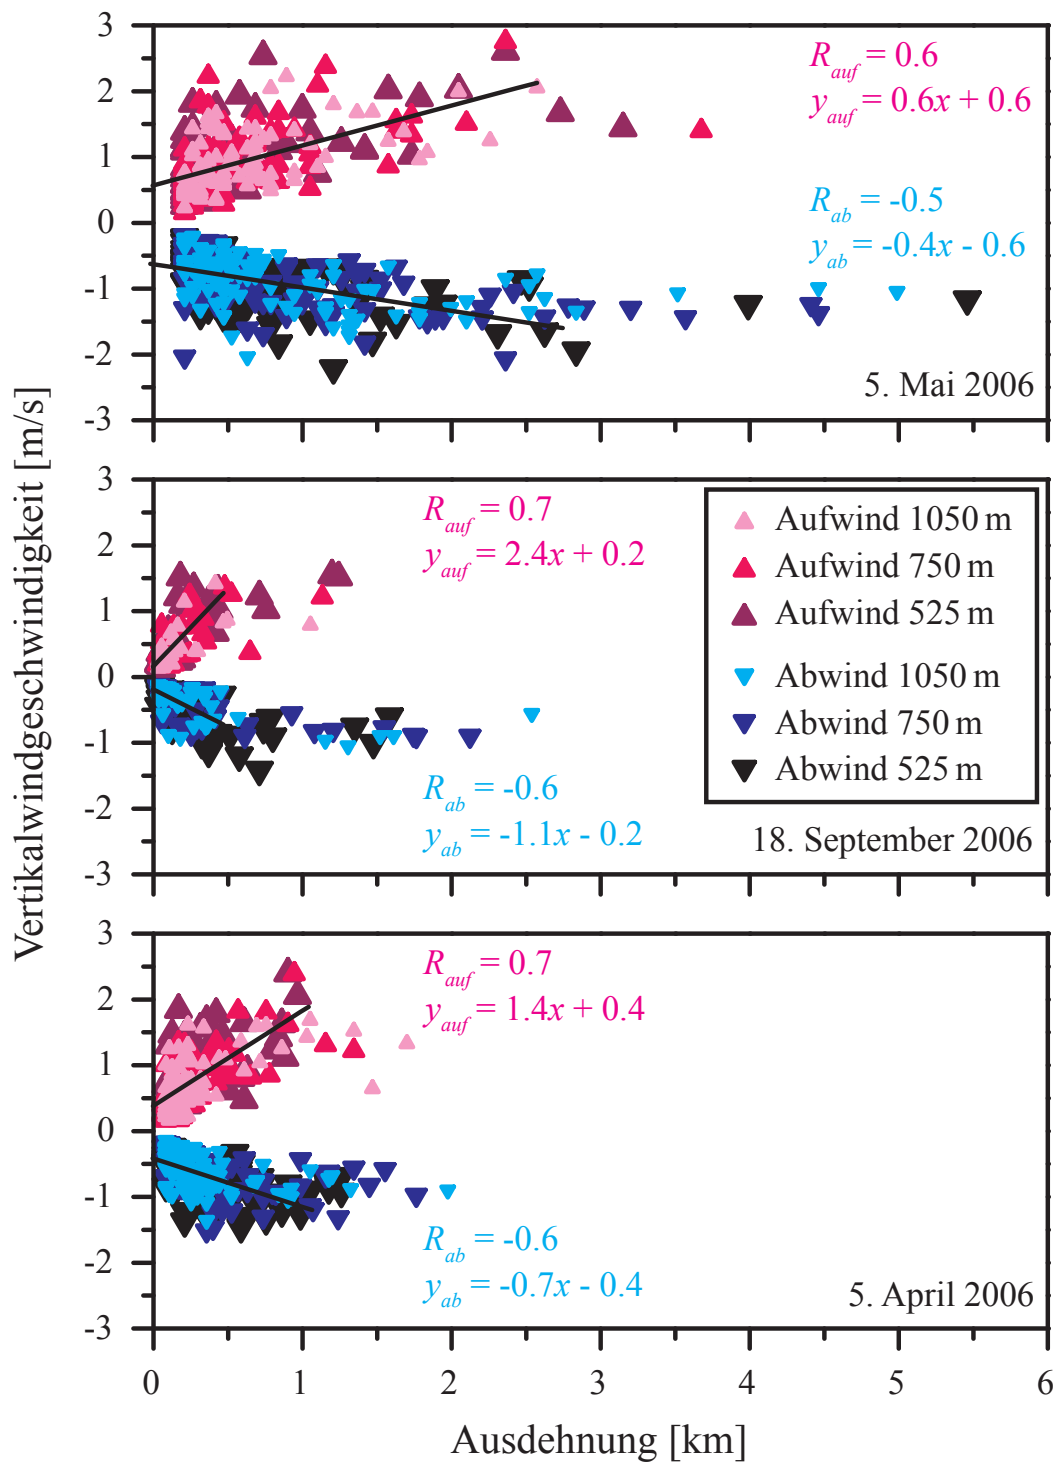 Vertikalwindgeschwindigkeit [m/s]
3
2
1
0
-1
-2
-3
R_auf = 0.6
y_auf = 0.6x + 0.6
R_ab = -0.5
y_ab = -0.4x - 0.6
5. Mai 2006
3
2
1
0
-1
-2
-3
R_auf = 0.7
y_auf = 2.4x + 0.2
R_ab = -0.6
y_ab = -1.1x - 0.2
Aufwind 1050 m
Aufwind 750 m
Aufwind 525 m
Abwind 1050 m
Abwind 750 m
Abwind 525 m
18. September 2006
3
2
1
0
-1
-2
-3
R_auf = 0.7
y_auf = 1.4x + 0.4
R_ab = -0.6
y_ab = -0.7x - 0.4
5. April 2006
0 1 2 3 4 5 6
Ausdehnung [km]